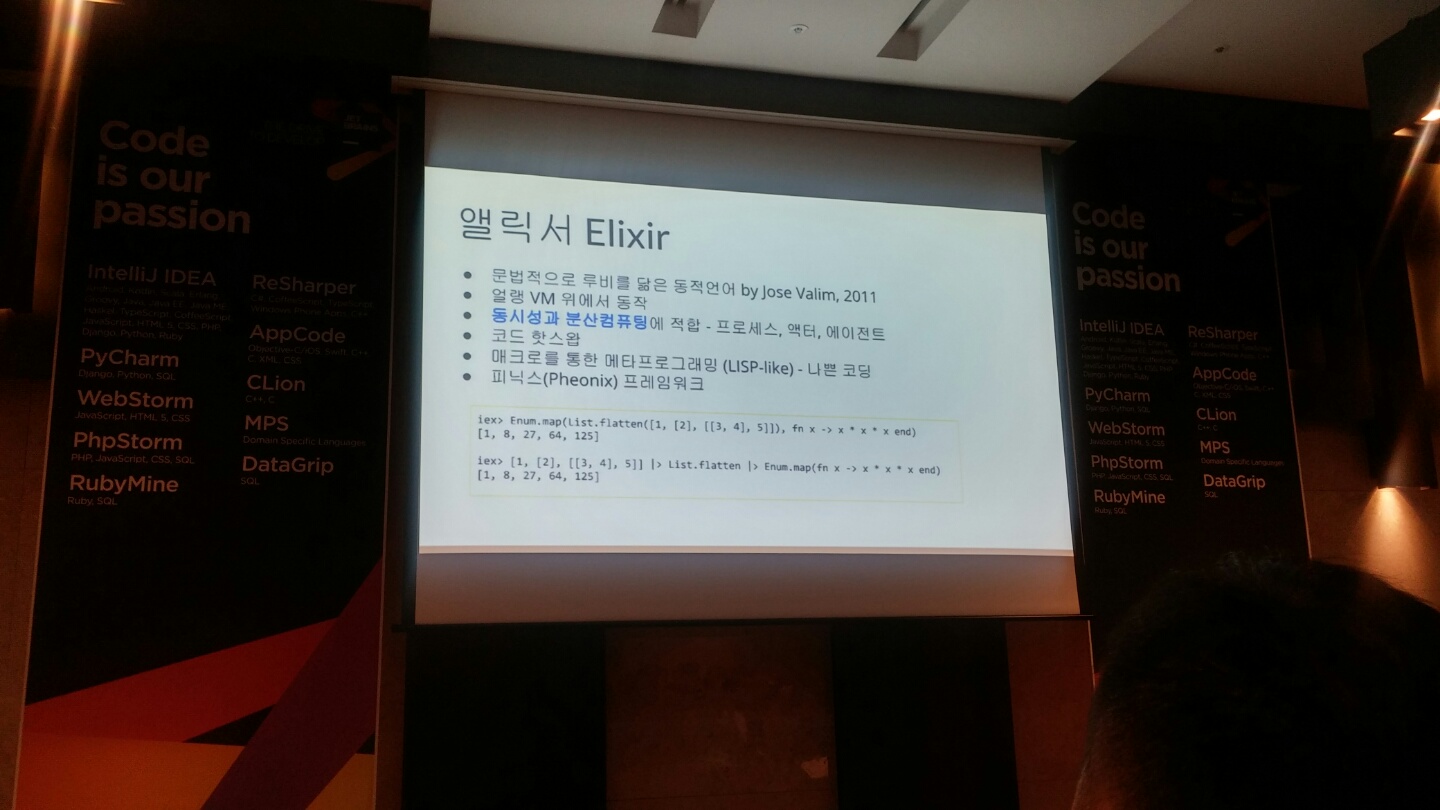 Code
is our
passion
IntelliJ IDEA
PyCharm
Django, Python, SQL
WebStorm
JavaScript, HTML 5, CSS
PhpStorm
PHP, JavaScript, CSS, SQL
RubyMine
Ruby, SQL
ReSharper
AppCode
CLion
C++, C
MPS
Domain Specific Languages
DataGrip
SQL
앨릭서 Elixir
● 문법적으로 루비를 닮은 동적언어 by Jose Valim, 2011
● 얼랭 VM 위에서 동작
● 동시성과 분산컴퓨팅에 적합 - 프로세스, 액터, 에이전트
● 코드 핫스왑
● 매크로를 통한 메타프로그래밍 (LISP-like) - 나쁜 코딩
● 피닉스(Pheonix) 프레임워크
iex> Enum.map(List.flatten([1, [2], [[3, 4], 5]]), fn x -> x * x * x end)
[1, 8, 27, 64, 125]
iex> [1, [2], [[3, 4], 5]] |> List.flatten |> Enum.map(fn x -> x * x * x end)
[1, 8, 27, 64, 125]
Code
is our
passion
IntelliJ IDEA
PyCharm
Django, Python, SQL
WebStorm
JavaScript, HTML 5, CSS
PhpStorm
PHP, JavaScript, CSS, SQL
RubyMine
Ruby, SQL
ReSharper
AppCode
CLion
C++, C
MPS
Domain Specific Languages
DataGrip
SQL